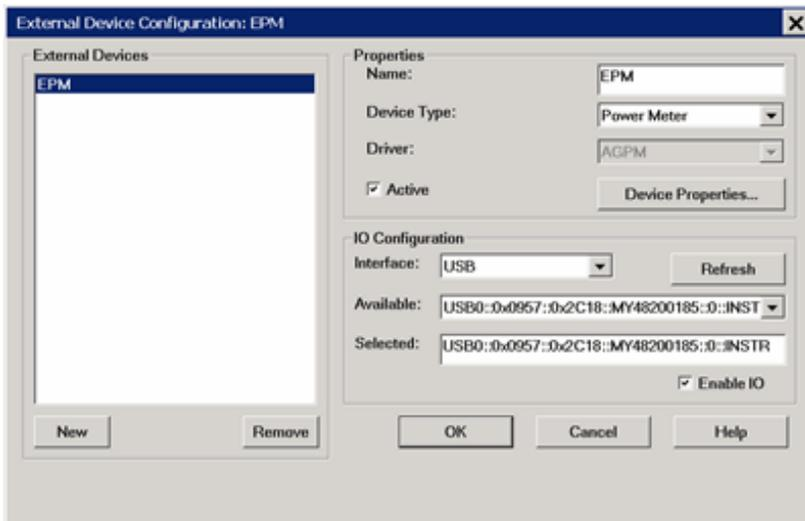 External Device Configuration: EPM
External Devices
EPM
New
Remove
Properties
Name:
EPM
Device Type:
Power Meter
Driver:
AGPM
Active
Device Properties...
IO Configuration
Interface:
USB
Refresh
Available:
USB0::0x0957::0x2C18::MY48200185::0::INST
Selected:
USB0::0x0957::0x2C18::MY48200185::0::INSTR
Enable IO
OK
Cancel
Help